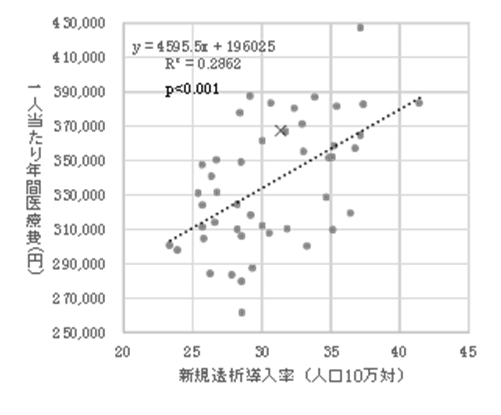 430,000
410,000
390,000
370,000
350,000
330,000
310,000
290,000
270,000
250,000
一人当たり年間医療費(円)
y = 4595.5x + 196025
R² = 0.2862
p<0.001
20 25 30 35 40 45
新規透析導入率（人口10万対）